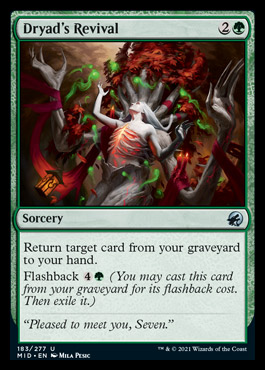 Dryad's Revival 2
Sorcery
Return target card from your graveyard
to your hand.
Flashback 4 (You may cast this card
from your graveyard for its flashback cost.
Then exile it.)
"Pleased to meet you, Seven."
183/277 U
MID • EN Mila Pesic
™ & © 2021 Wizards of the Coast